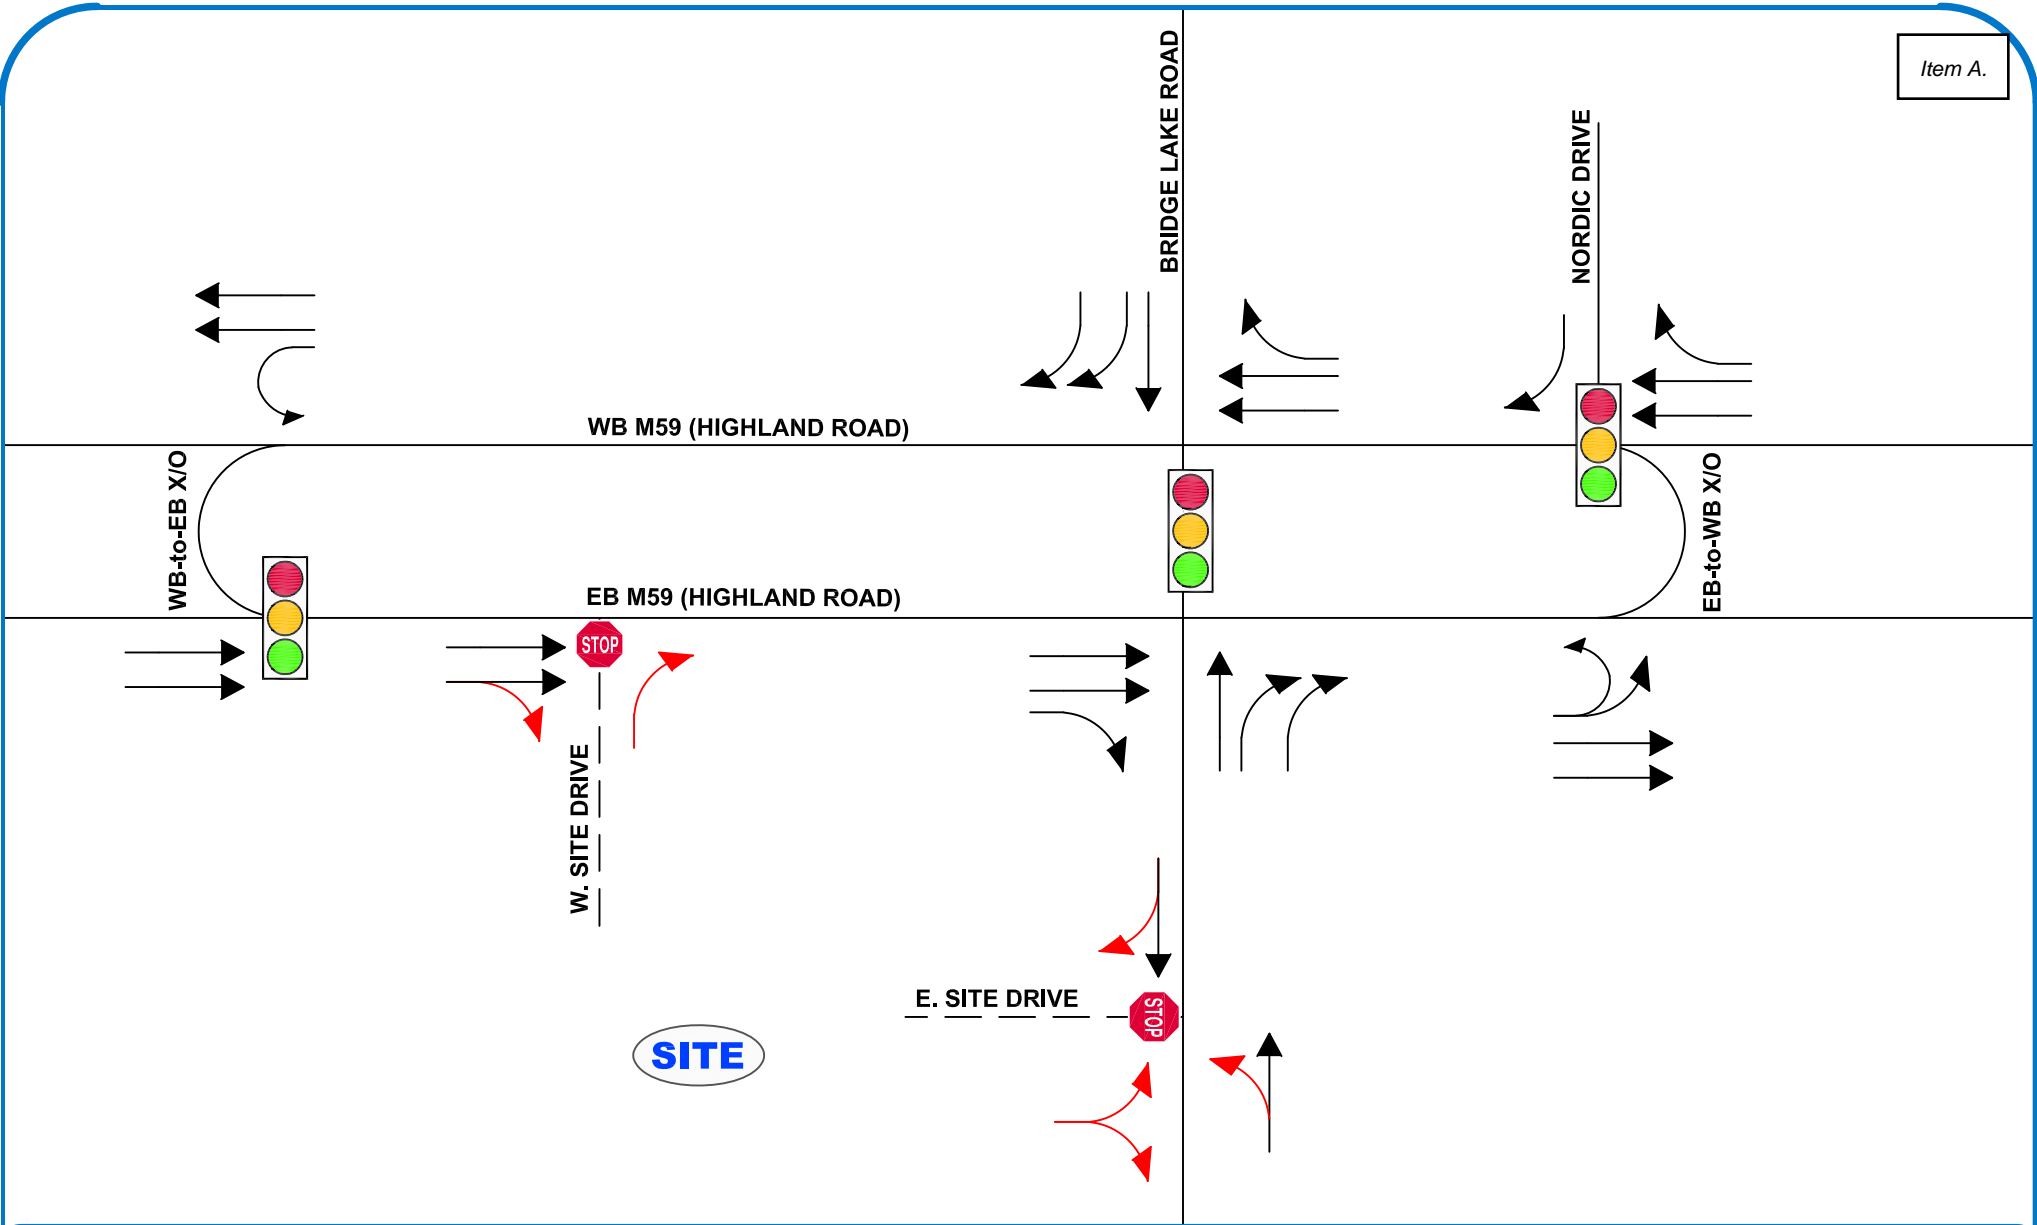 Item A.
BRIDGE LAKE ROAD
NORDIC DRIVE
WB M59 (HIGHLAND ROAD)
WB-to-EB X/O
EB-to-WB X/O
EB M59 (HIGHLAND ROAD)
STOP
W. SITE DRIVE
E. SITE DRIVE
STOP
SITE